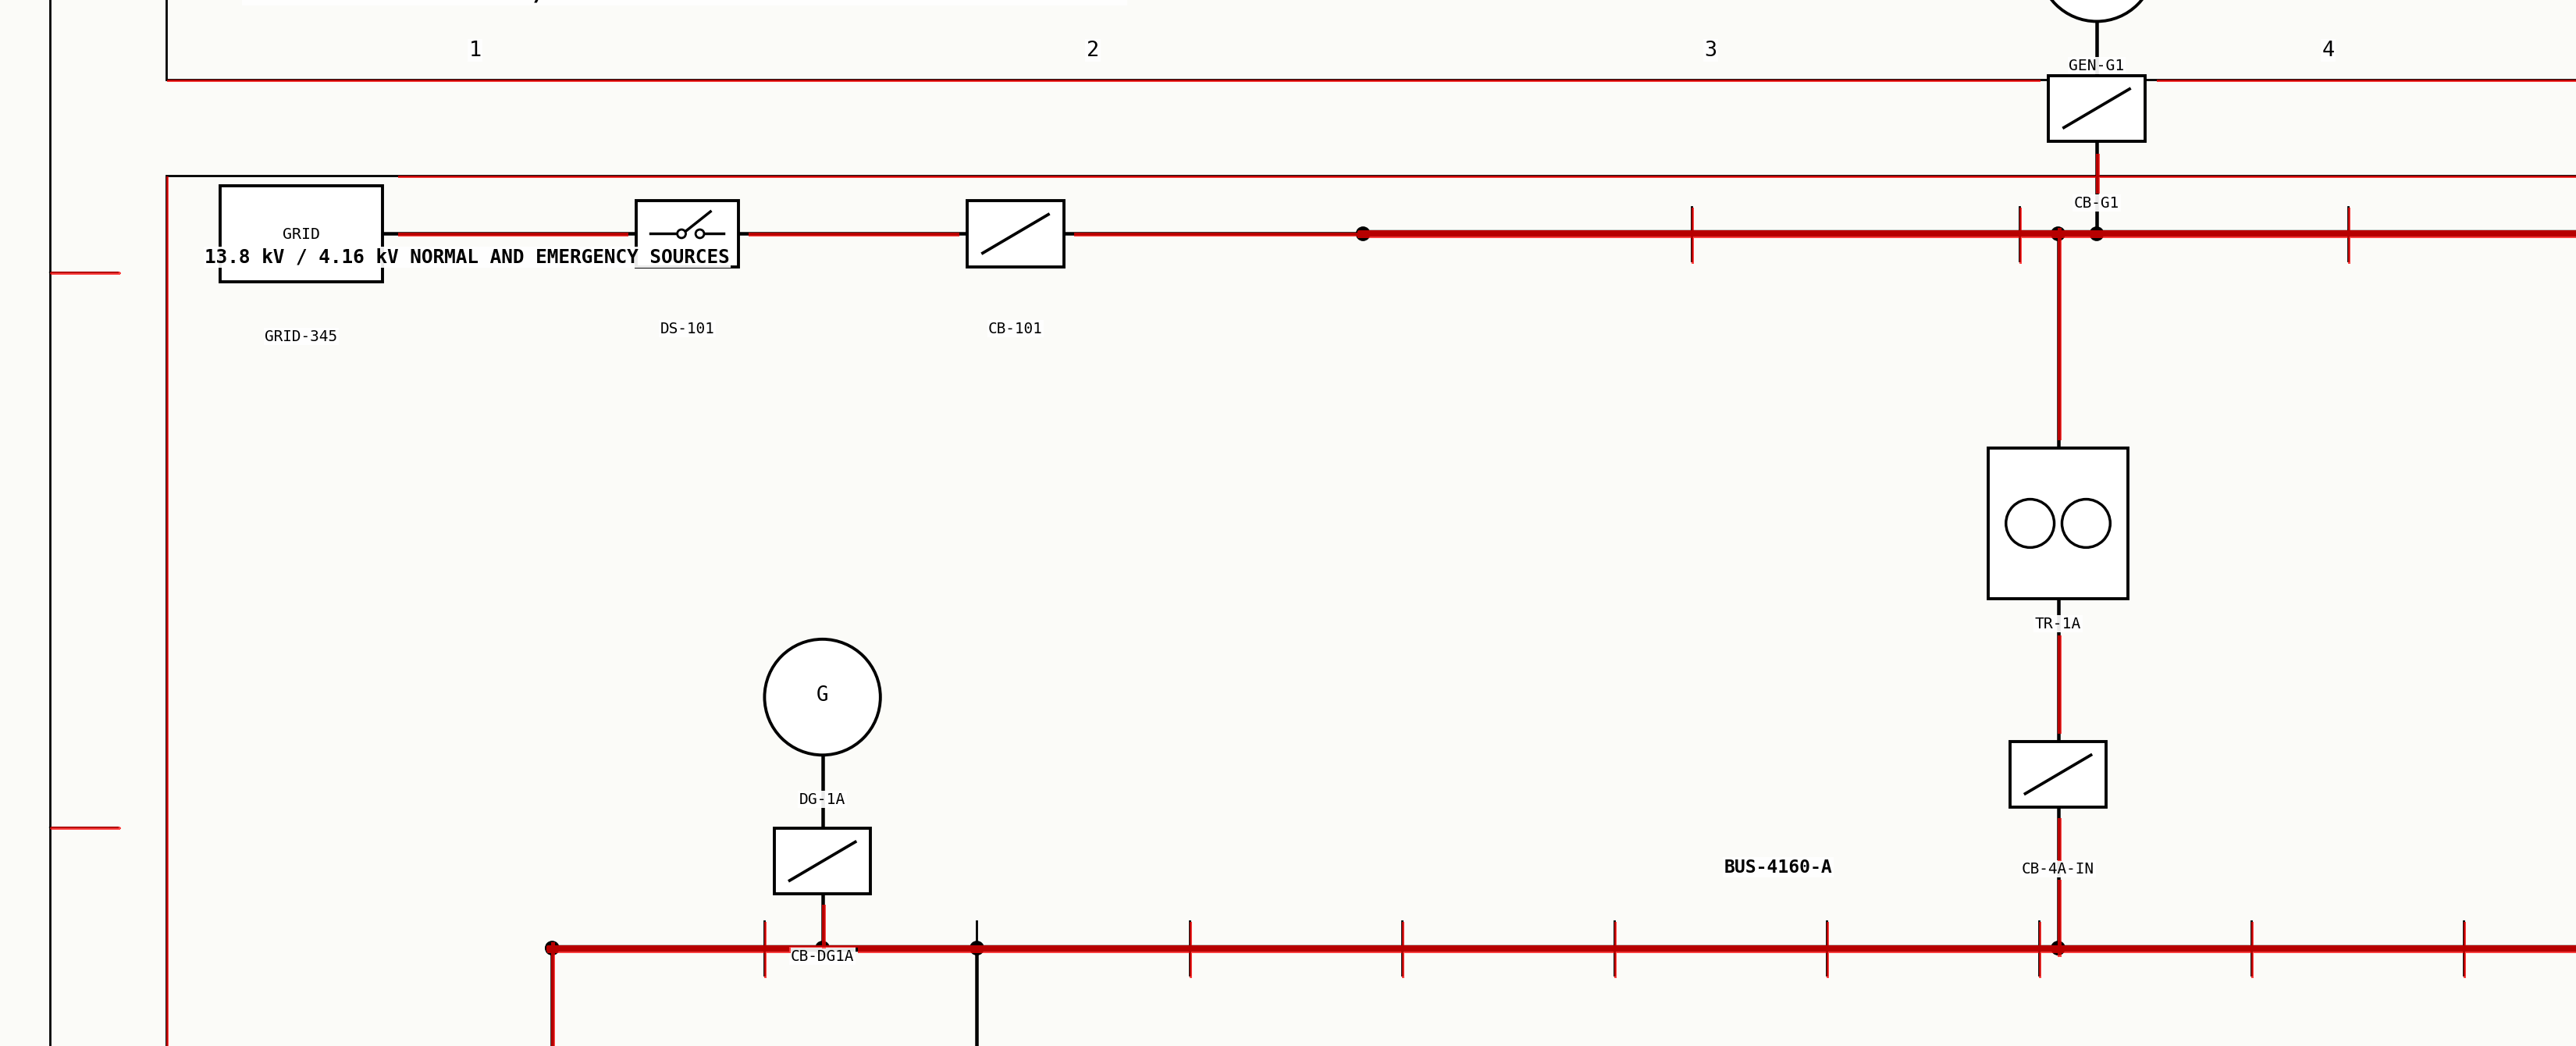 1
2
3
4
GEN-G1
CB-G1
GRID
13.8 kV / 4.16 kV NORMAL AND EMERGENCY SOURCES
GRID-345
DS-101
CB-101
TR-1A
G
DG-1A
BUS-4160-A
CB-4A-IN
CB-DG1A